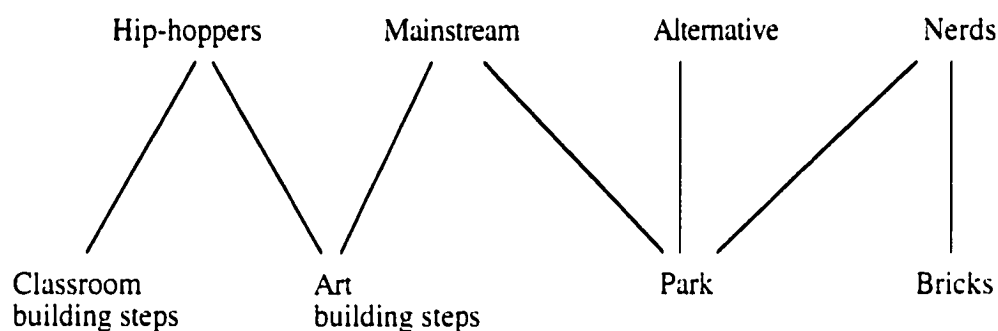 Hip-hoppers Mainstream Alternative Nerds
Classroom Art Park Bricks
building steps building steps